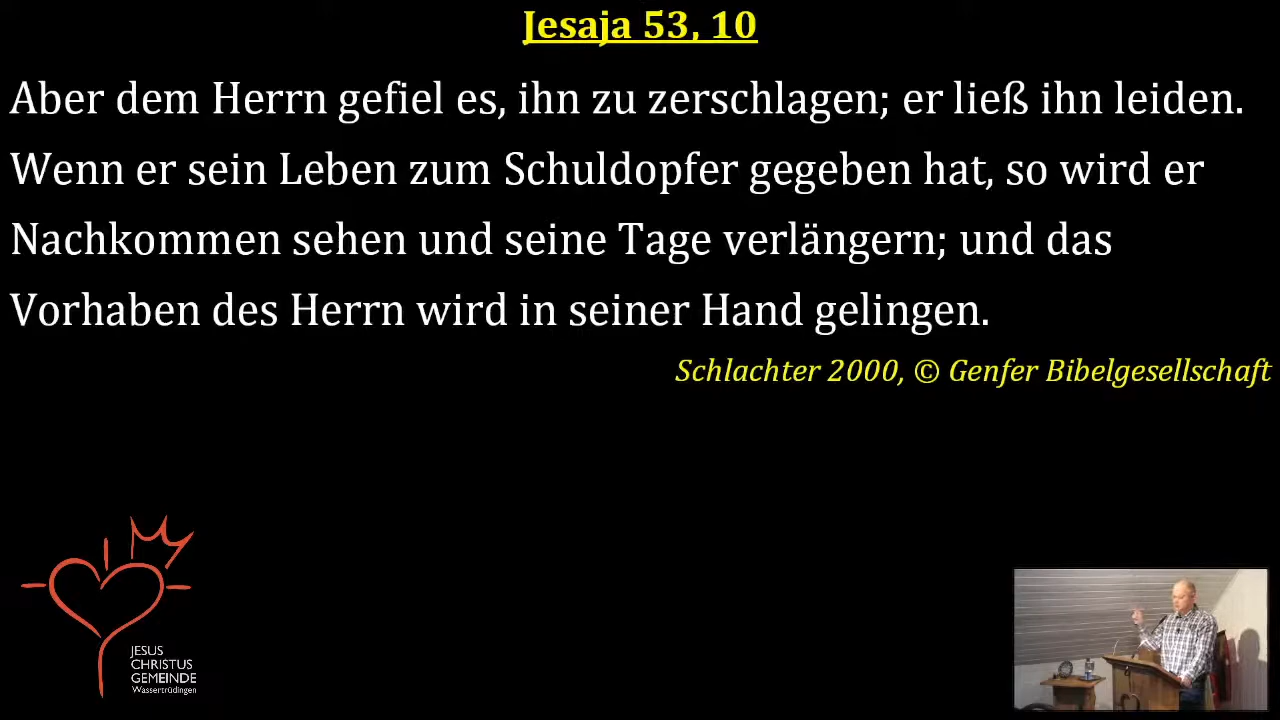 Jesaja 53, 10
Aber dem Herrn gefiel es, ihn zu zerschlagen; er ließ ihn leiden.
Wenn er sein Leben zum Schuldopfer gegeben hat, so wird er
Nachkommen sehen und seine Tage verlängern; und das
Vorhaben des Herrn wird in seiner Hand gelingen.
Schlachter 2000, © Genfer Bibelgesellschaft
JESUS
CHRISTUS
GEMEINDE
Wassertrüdingen